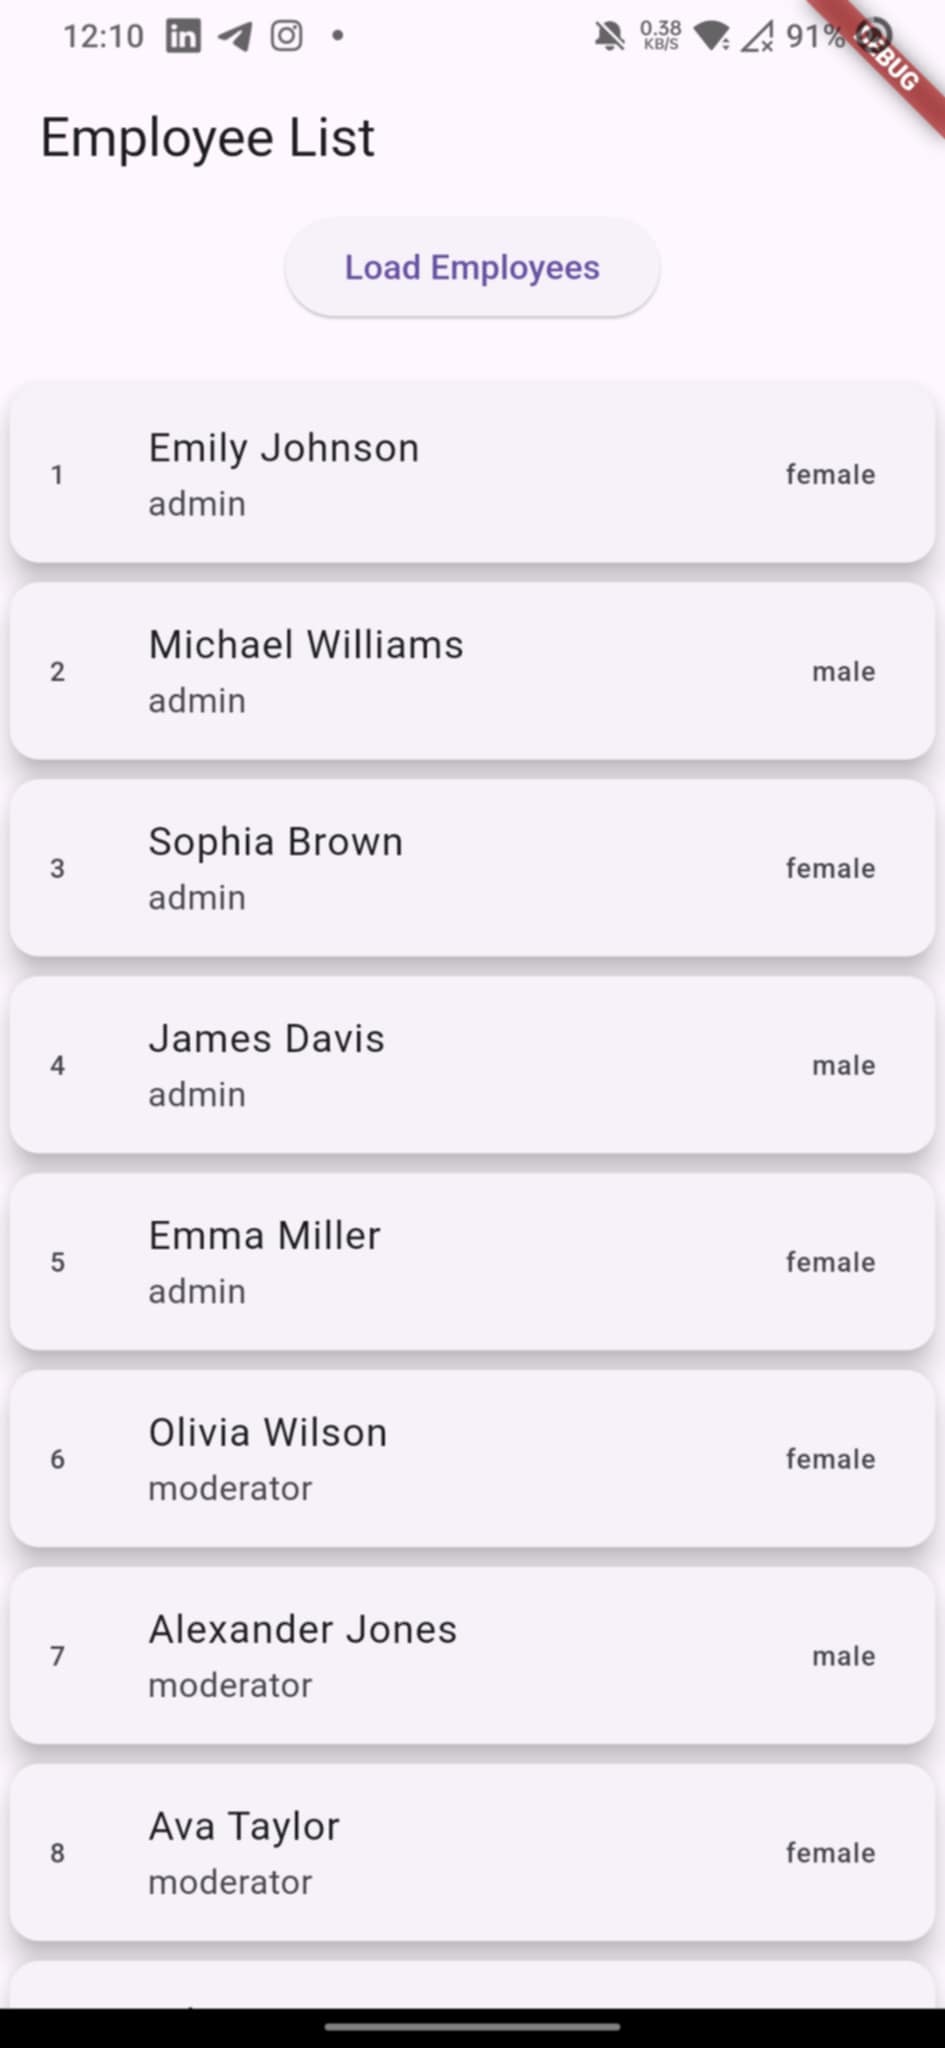 12:10
0.38
KB/S
91%
DEBUG
Employee List
Load Employees
1
Emily Johnson
admin
female
2
Michael Williams
admin
male
3
Sophia Brown
admin
female
4
James Davis
admin
male
5
Emma Miller
admin
female
6
Olivia Wilson
moderator
female
7
Alexander Jones
moderator
male
8
Ava Taylor
moderator
female